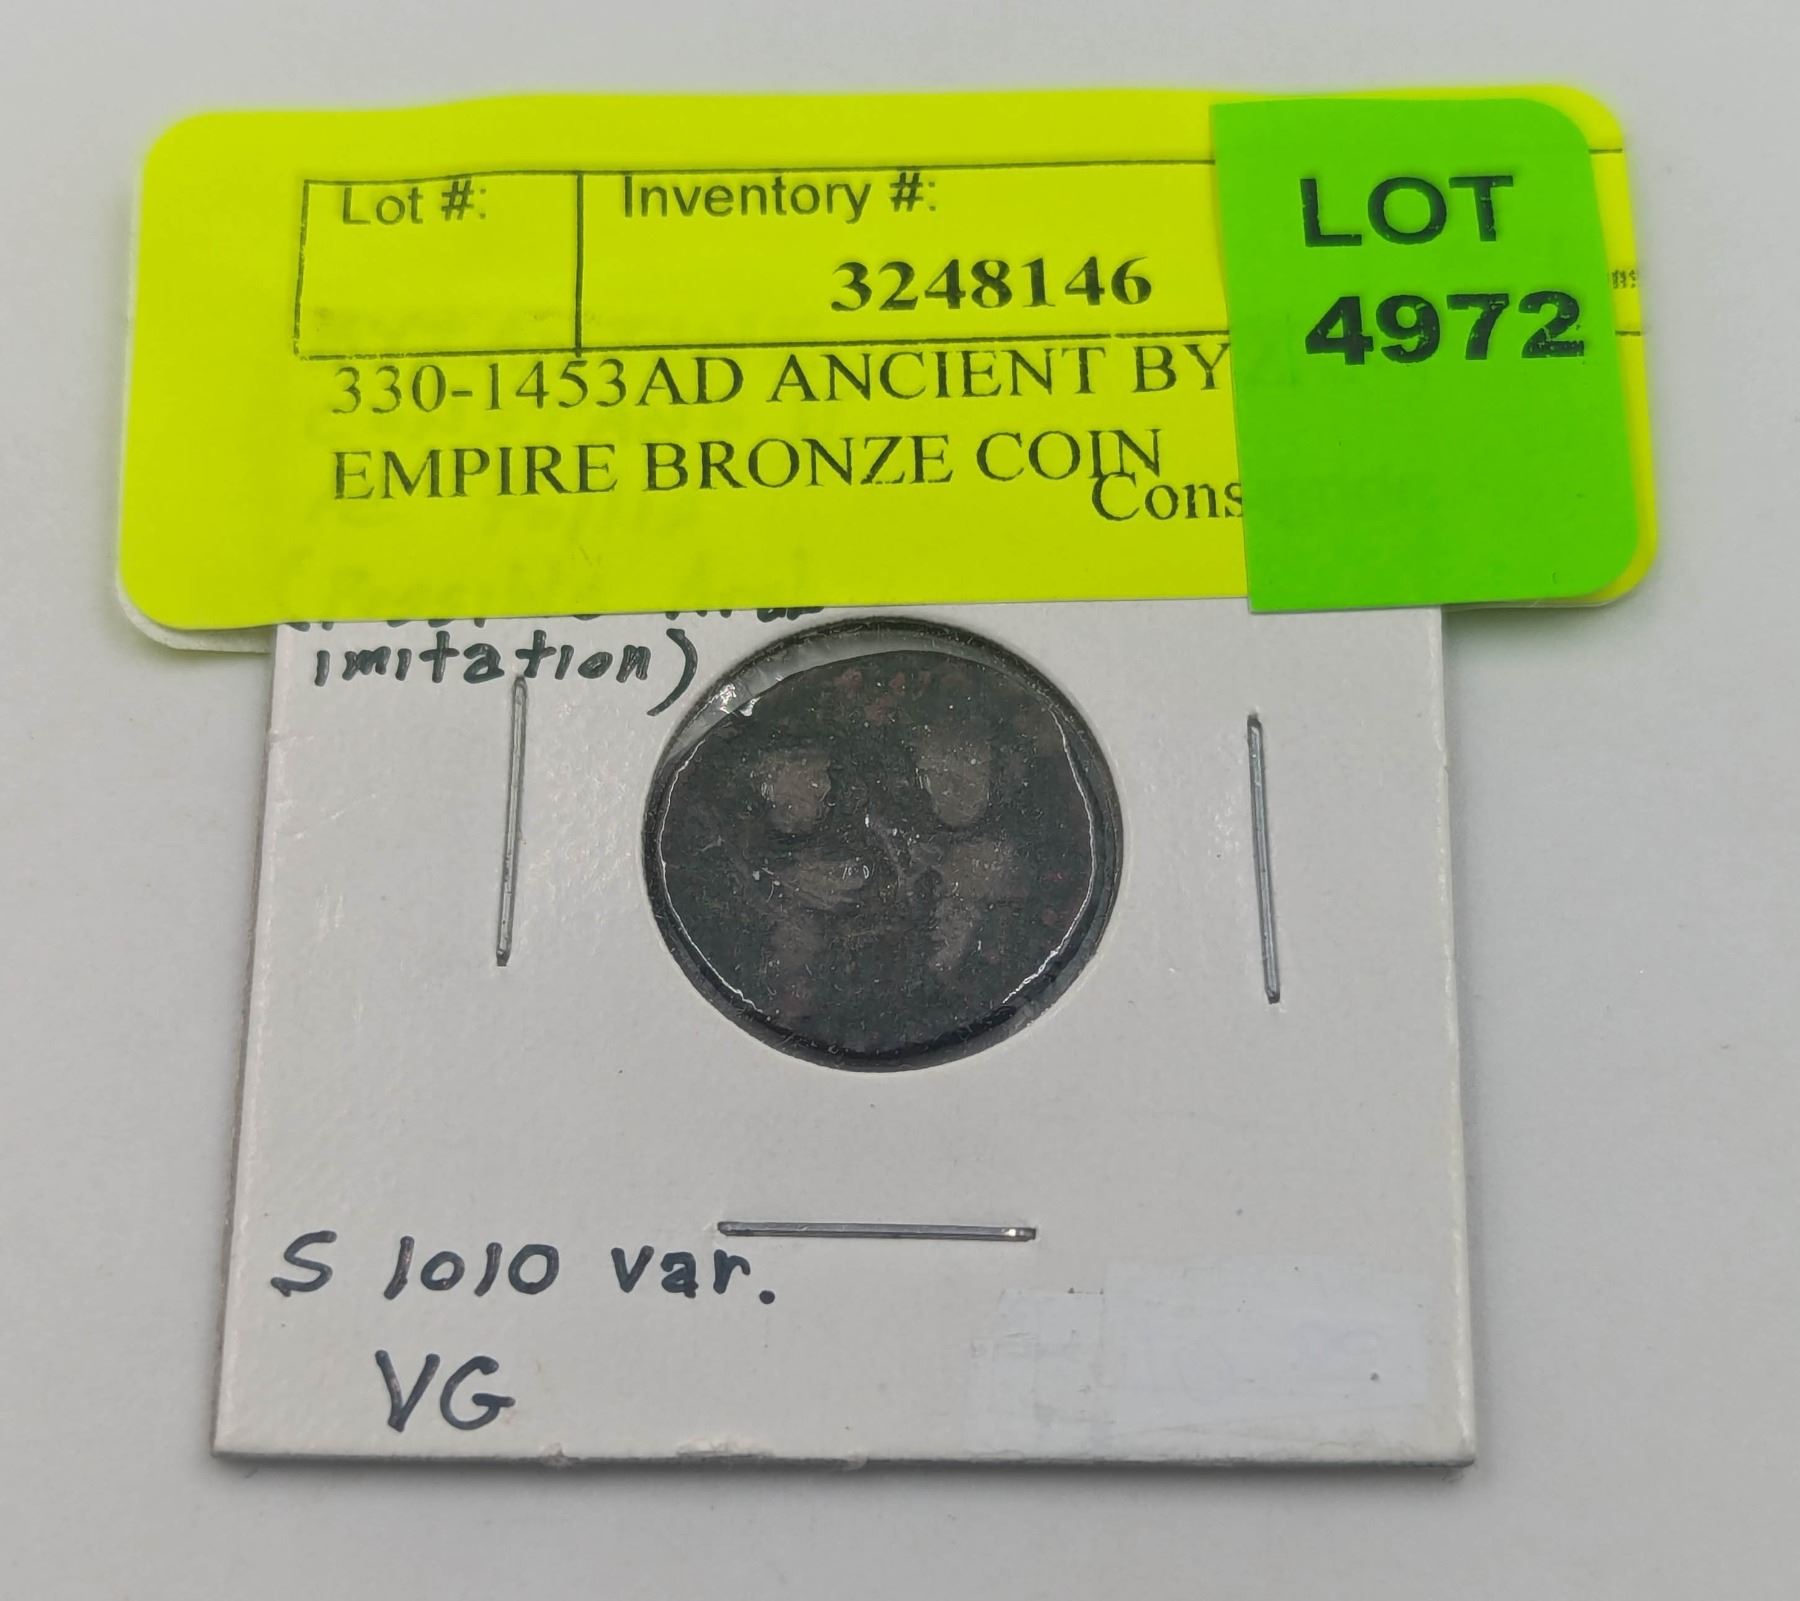 Lot #:
Inventory #:
3248146
LOT
4972
330-1453AD ANCIENT BY
EMPIRE BRONZE COIN
Cons
imitation)
S 1010 var.
VG